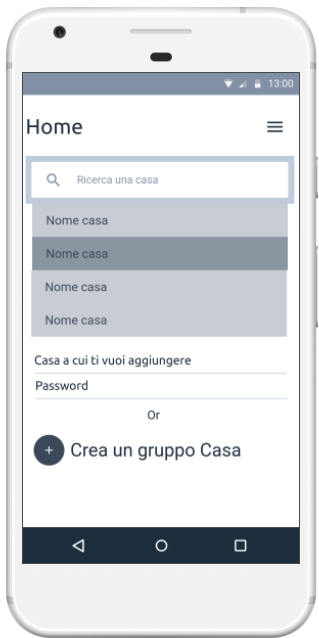 13:00
Home
Ricerca una casa
Nome casa
Nome casa
Nome casa
Nome casa
Casa a cui ti vuoi aggiungere
Password
Or
+ Crea un gruppo Casa